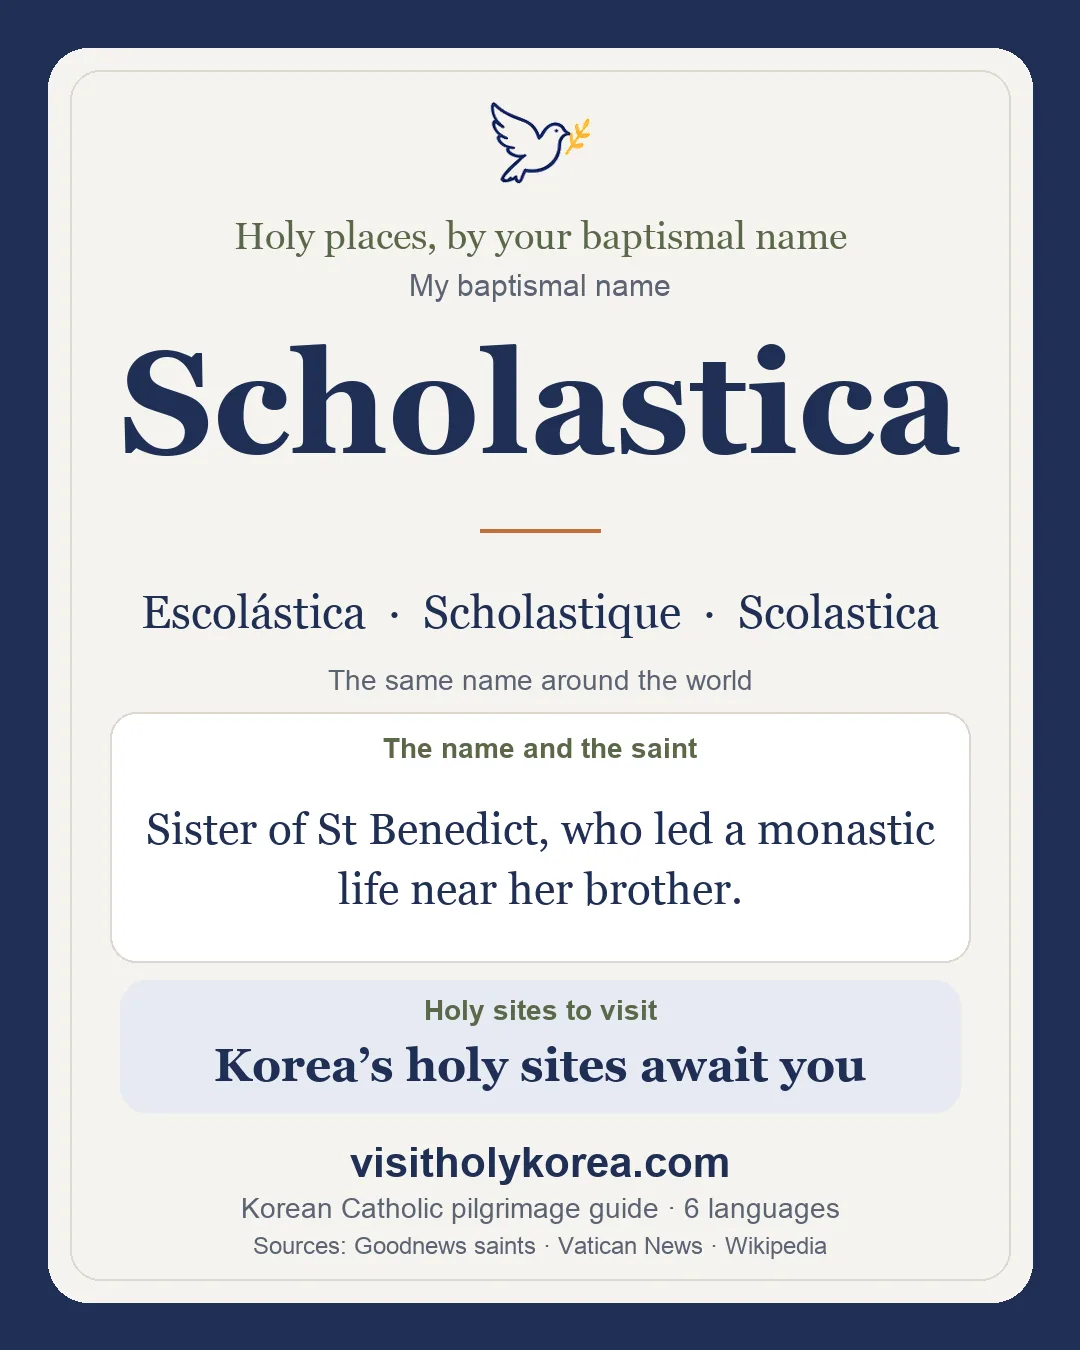 Holy places, by your baptismal name
My baptismal name
Scholastica
Escolástica · Scholastique · Scolastica
The same name around the world
The name and the saint
Sister of St Benedict, who led a monastic
life near her brother.
Holy sites to visit
Korea’s holy sites await you
visitholykorea.com
Korean Catholic pilgrimage guide · 6 languages
Sources: Goodnews saints · Vatican News · Wikipedia